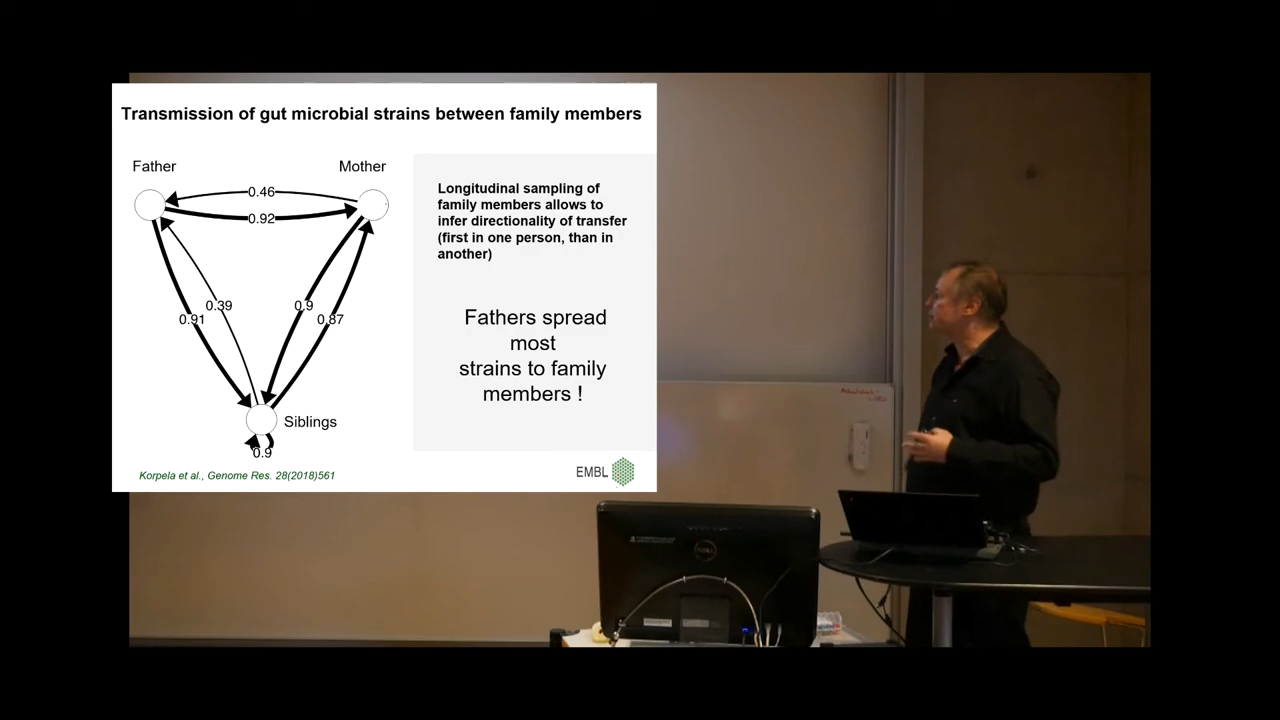 Transmission of gut microbial strains between family members
Father
Mother
0.46
0.92
0.39
0.91
0.9
0.87
Siblings
0.9
Longitudinal sampling of
family members allows to
infer directionality of transfer
(first in one person, than in
another)
Fathers spread
most
strains to family
members !
Korpela et al., Genome Res. 28(2018)561
EMBL
DELL